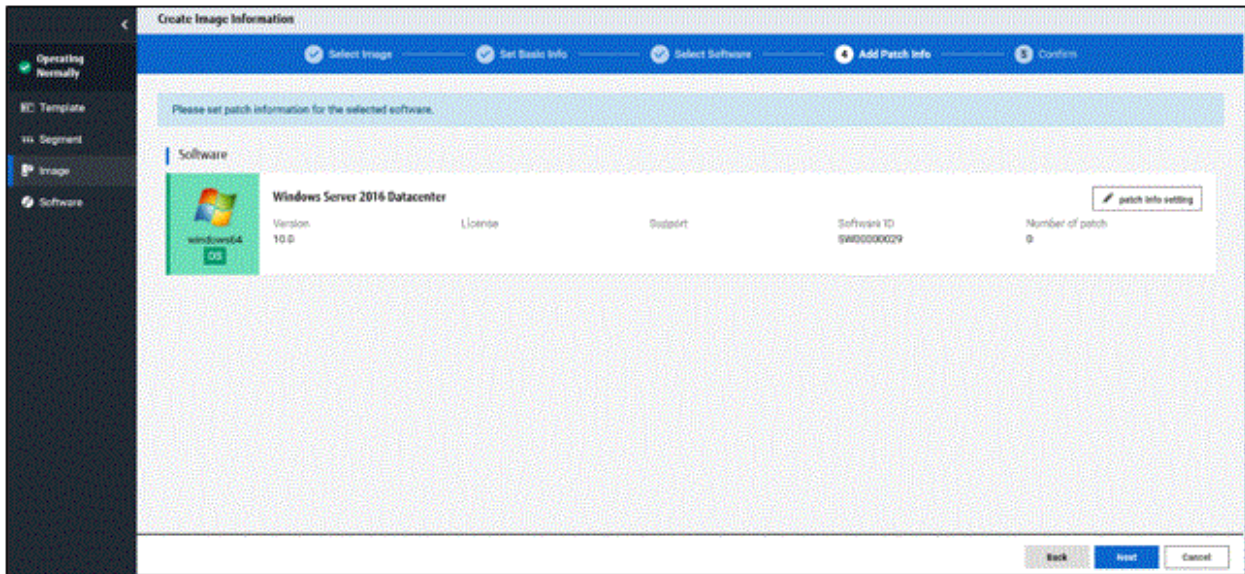 Create Image Information
Operating
Normally
Template
Segment
Image
Software
Select Image
Set Basic Info
Select Software
4 Add Patch Info
5 Confirm
Please set patch information for the selected software.
Software
windows64
OS
Windows Server 2016 Datacenter
patch info setting
Version License Support Software ID Number of patch
10.0 SW00000029 0
Back Next Cancel